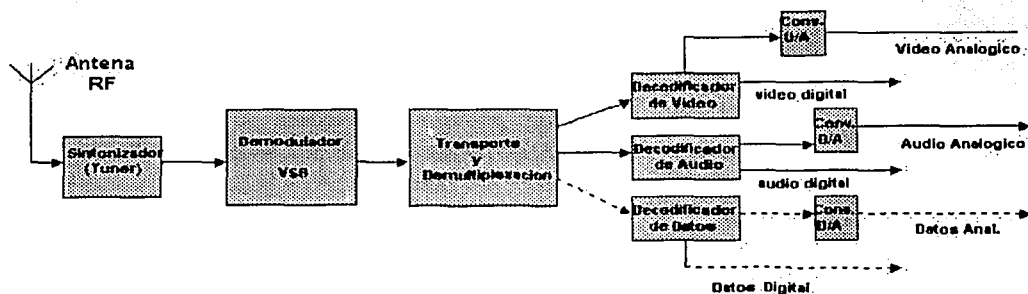 Antena
RF
Sintonizador
(Tuner)
Demodulador
VSB
Transporte
y
Demultiplexacion
Decodificador
de Video
Conv.
D/A
Video Analogico
video digital
Decodificador
de Audio
Conv.
D/A
Audio Analogico
audio digital
Decodificador
de Datos
Conv.
D/A
Datos Anal.
Datos Digital